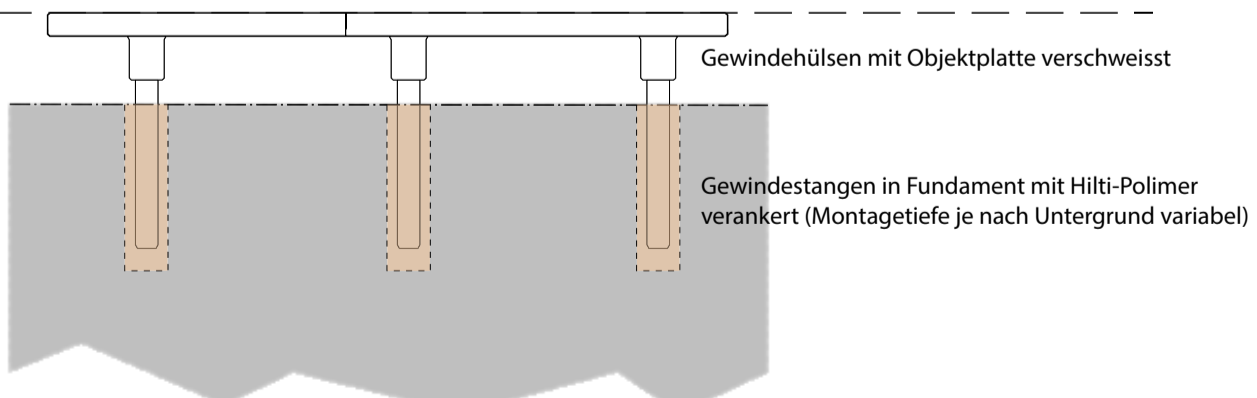 Gewindehülsen mit Objektplatte verschweisst
Gewindestangen in Fundament mit Hilti-Polimer
verankert (Montagetiefe je nach Untergrund variabel)